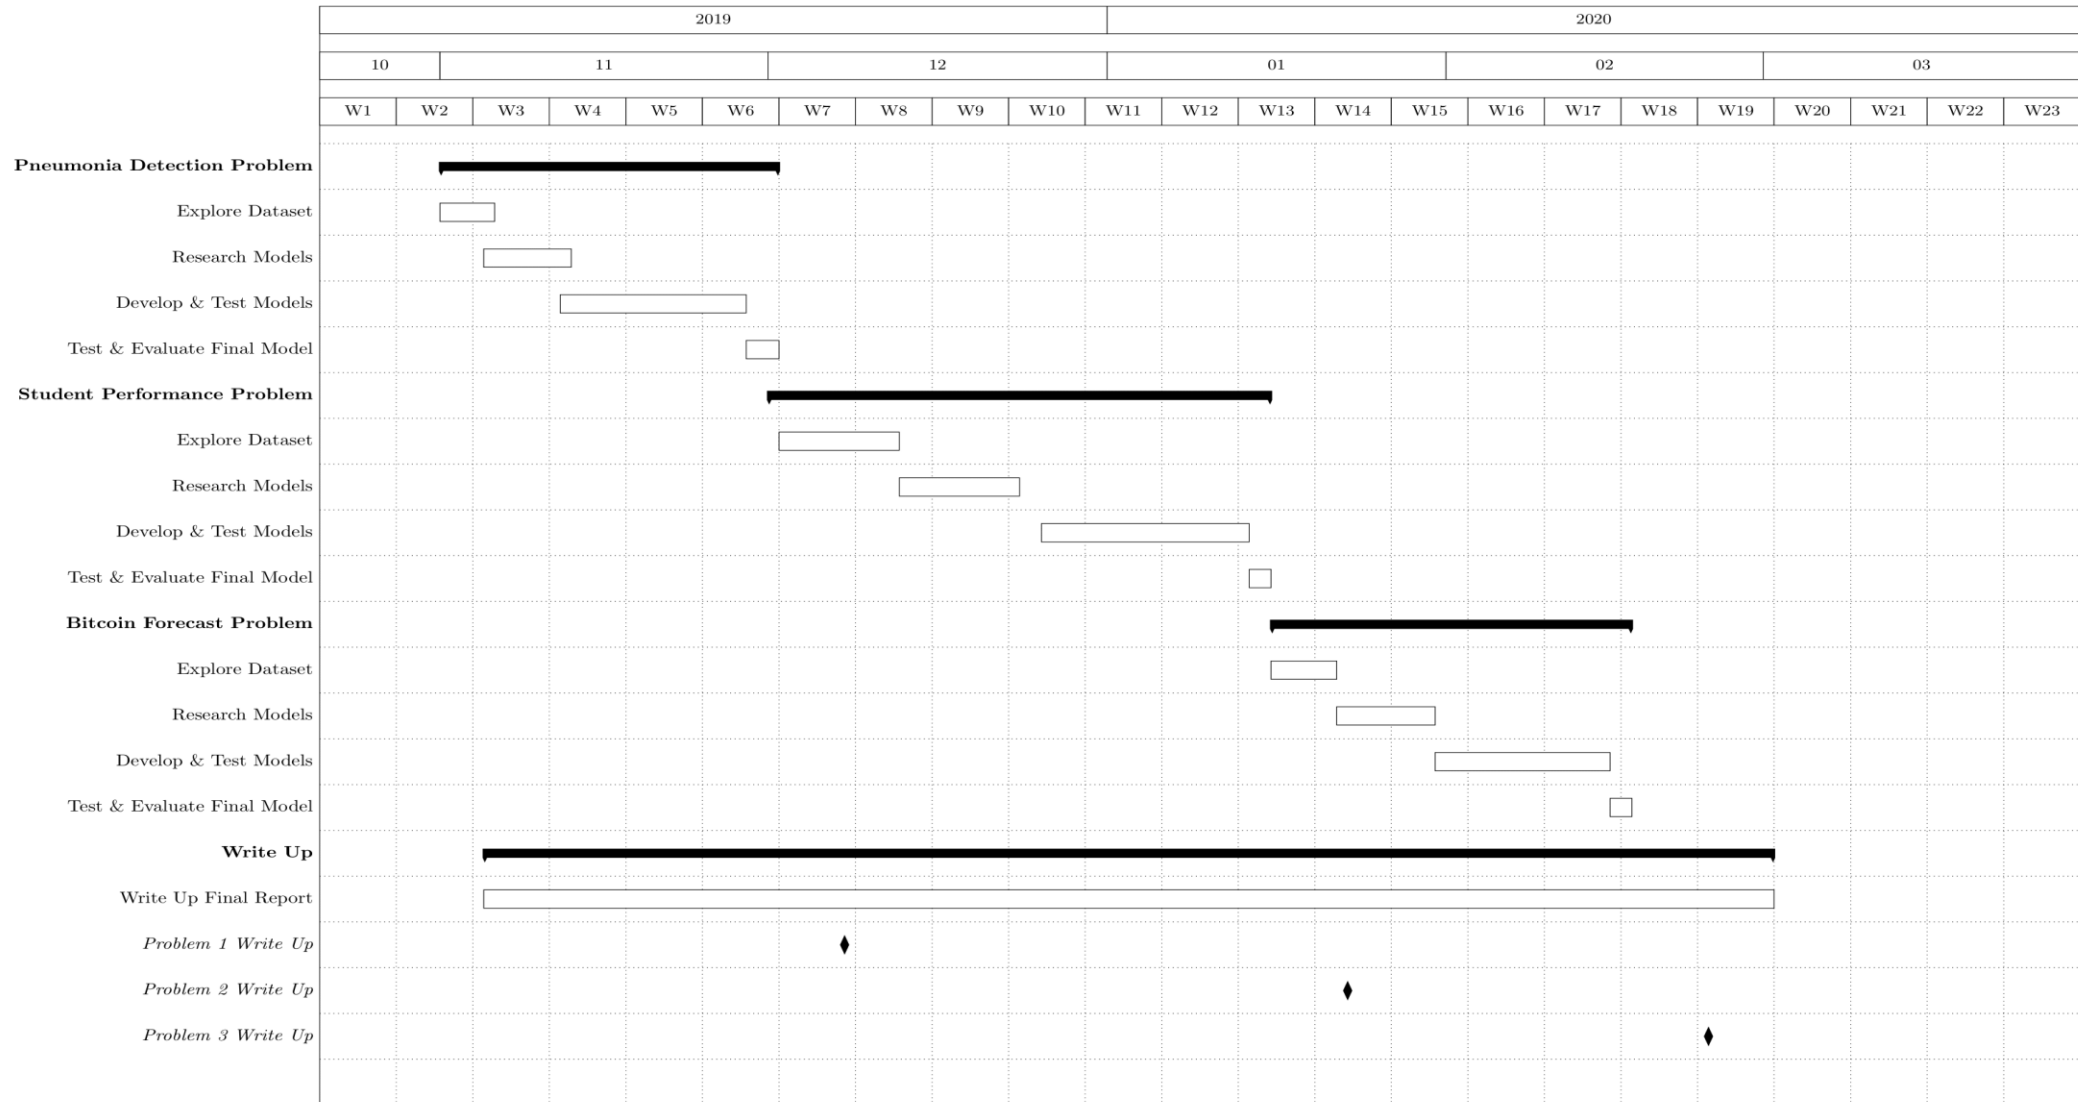 2019 2020
10 11 12 01 02 03
W1 W2 W3 W4 W5 W6 W7 W8 W9 W10 W11 W12 W13 W14 W15 W16 W17 W18 W19 W20 W21 W22 W23
Pneumonia Detection Problem
Explore Dataset
Research Models
Develop & Test Models
Test & Evaluate Final Model
Student Performance Problem
Explore Dataset
Research Models
Develop & Test Models
Test & Evaluate Final Model
Bitcoin Forecast Problem
Explore Dataset
Research Models
Develop & Test Models
Test & Evaluate Final Model
Write Up
Write Up Final Report
Problem 1 Write Up
Problem 2 Write Up
Problem 3 Write Up